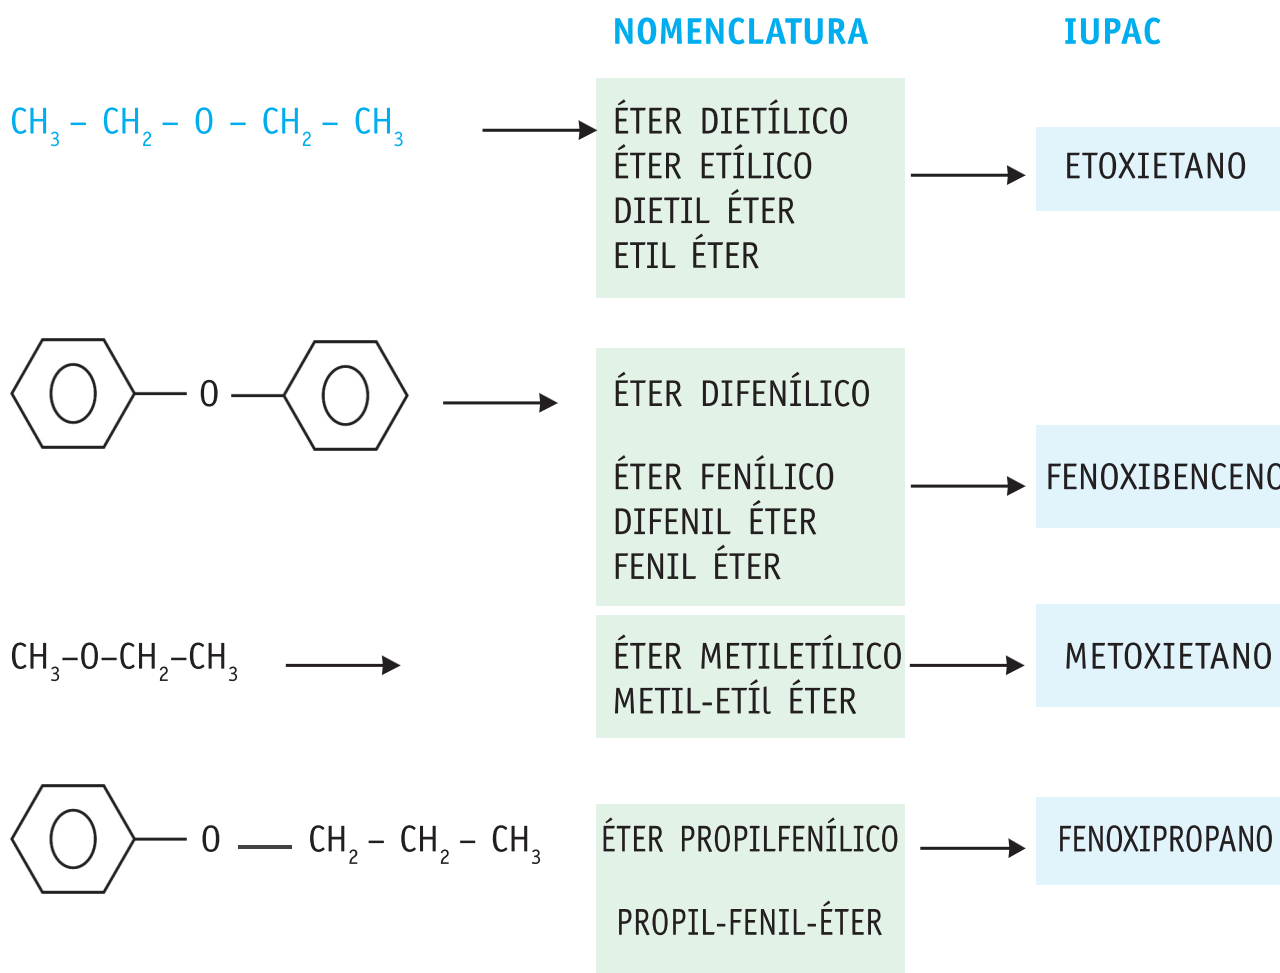 NOMENCLATURA IUPAC
CH₃ – CH₂ – O – CH₂ – CH₃
ÉTER DIETÍLICO
ÉTER ETÍLICO
DIETIL ÉTER
ETIL ÉTER
ETOXIETANO
O
ÉTER DIFENÍLICO
ÉTER FENÍLICO
DIFENIL ÉTER
FENIL ÉTER
FENOXIBENCENO
CH₃–O–CH₂–CH₃
ÉTER METILETÍLICO
METIL-ETÍl ÉTER
METOXIETANO
O — CH₂ – CH₂ – CH₃
ÉTER PROPILFENÍLICO
PROPIL-FENIL-ÉTER
FENOXIPROPANO